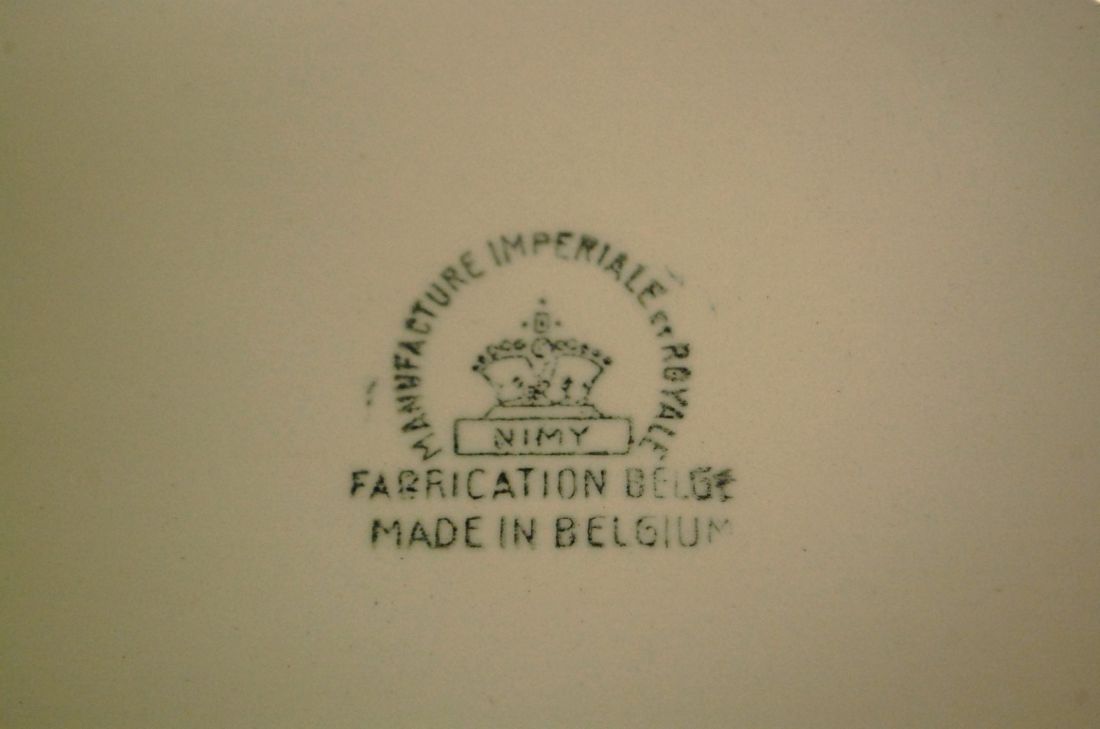 MANUFACTURE IMPERIALE ET ROYALE
NIMY
FABRICATION BELGE
MADE IN BELGIUM